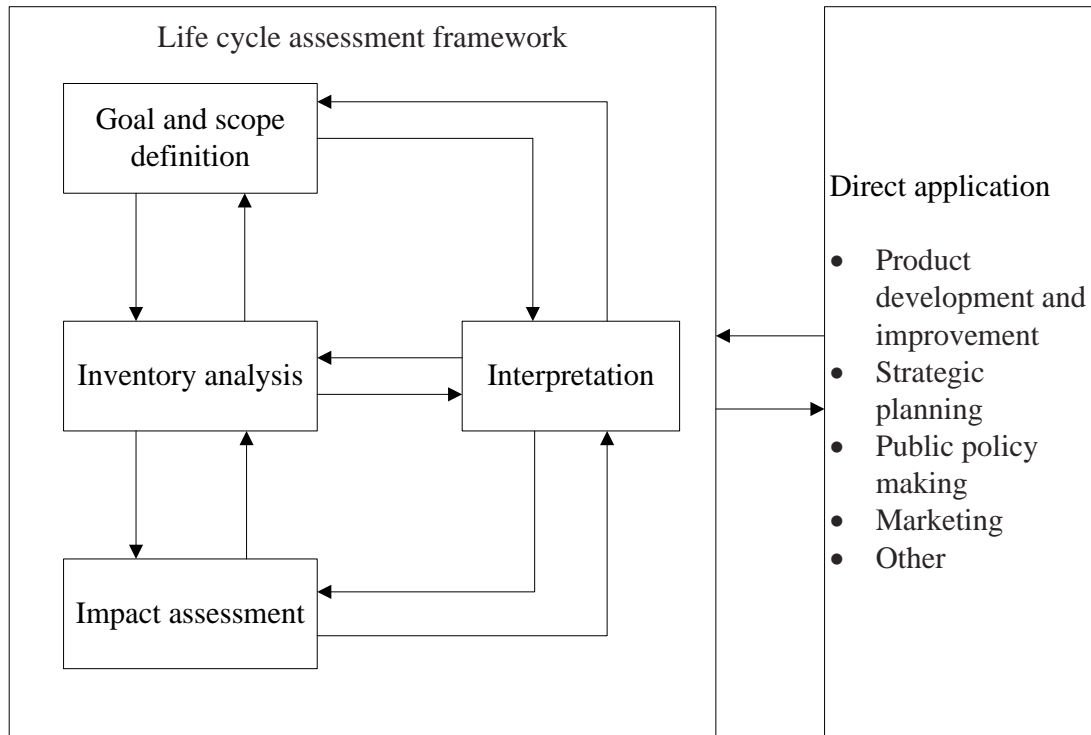 Life cycle assessment framework
Goal and scope
definition
Inventory analysis
Interpretation
Impact assessment
Direct application
● Product
development and
improvement
● Strategic
planning
● Public policy
making
● Marketing
● Other